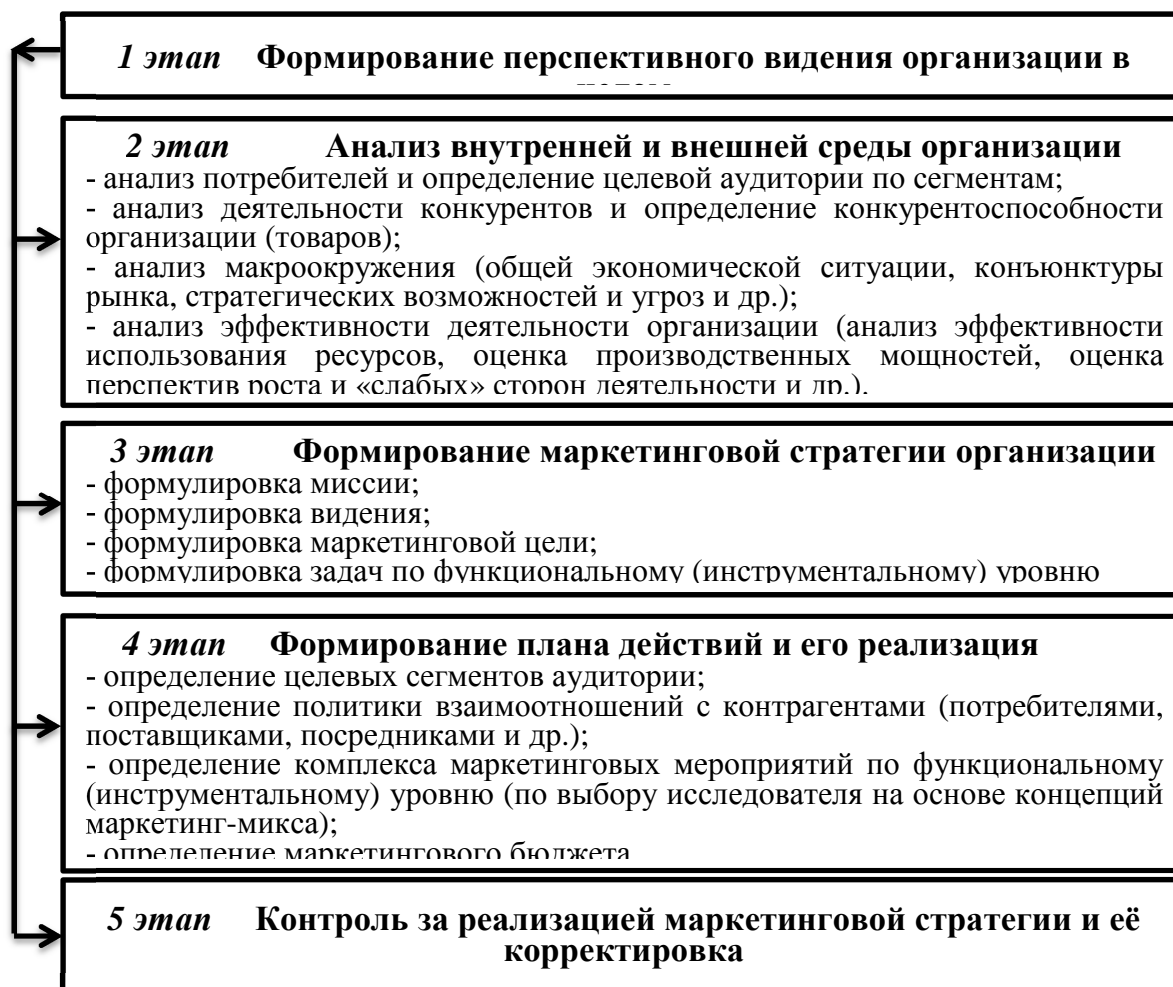 1 этап Формирование перспективного видения организации в
2 этап Анализ внутренней и внешней среды организации
- анализ потребителей и определение целевой аудитории по сегментам;
- анализ деятельности конкурентов и определение конкурентоспособности
организации (товаров);
- анализ макроокружения (общей экономической ситуации, конъюнктуры
рынка, стратегических возможностей и угроз и др.);
- анализ эффективности деятельности организации (анализ эффективности
использования ресурсов, оценка производственных мощностей, оценка
перспектив роста и «слабых» сторон деятельности и др.).
3 этап Формирование маркетинговой стратегии организации
- формулировка миссии;
- формулировка видения;
- формулировка маркетинговой цели;
- формулировка задач по функциональному (инструментальному) уровню
4 этап Формирование плана действий и его реализация
- определение целевых сегментов аудитории;
- определение политики взаимоотношений с контрагентами (потребителями,
поставщиками, посредниками и др.);
- определение комплекса маркетинговых мероприятий по функциональному
(инструментальному) уровню (по выбору исследователя на основе концепций
маркетинг-микса);
- определение маркетингового бюджета
5 этап Контроль за реализацией маркетинговой стратегии и её
корректировка